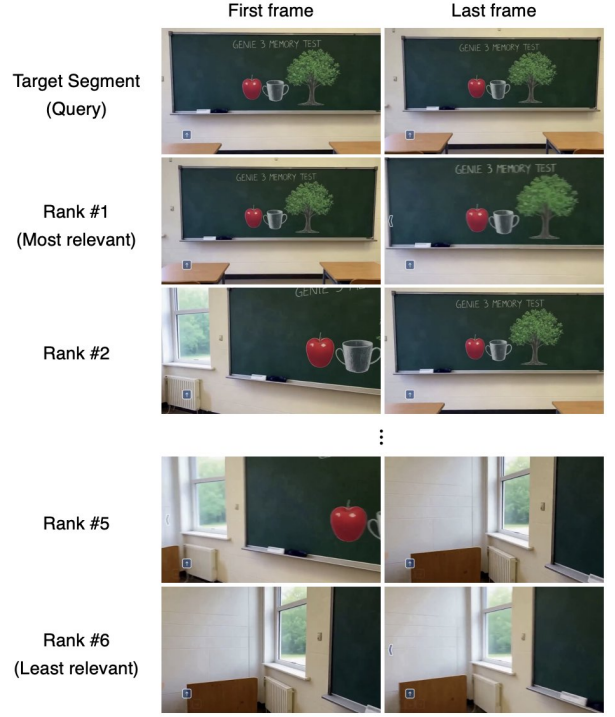 First frame Last frame
Target Segment
(Query)
GENIE 3 MEMORY TEST GENIE 3 MEMORY TEST
Rank #1
(Most relevant)
GENIE 3 MEMORY TEST GENIE 3 MEMORY TEST
Rank #2
GENIE 3 GENIE 3 MEMORY TEST
Rank #5
Rank #6
(Least relevant)